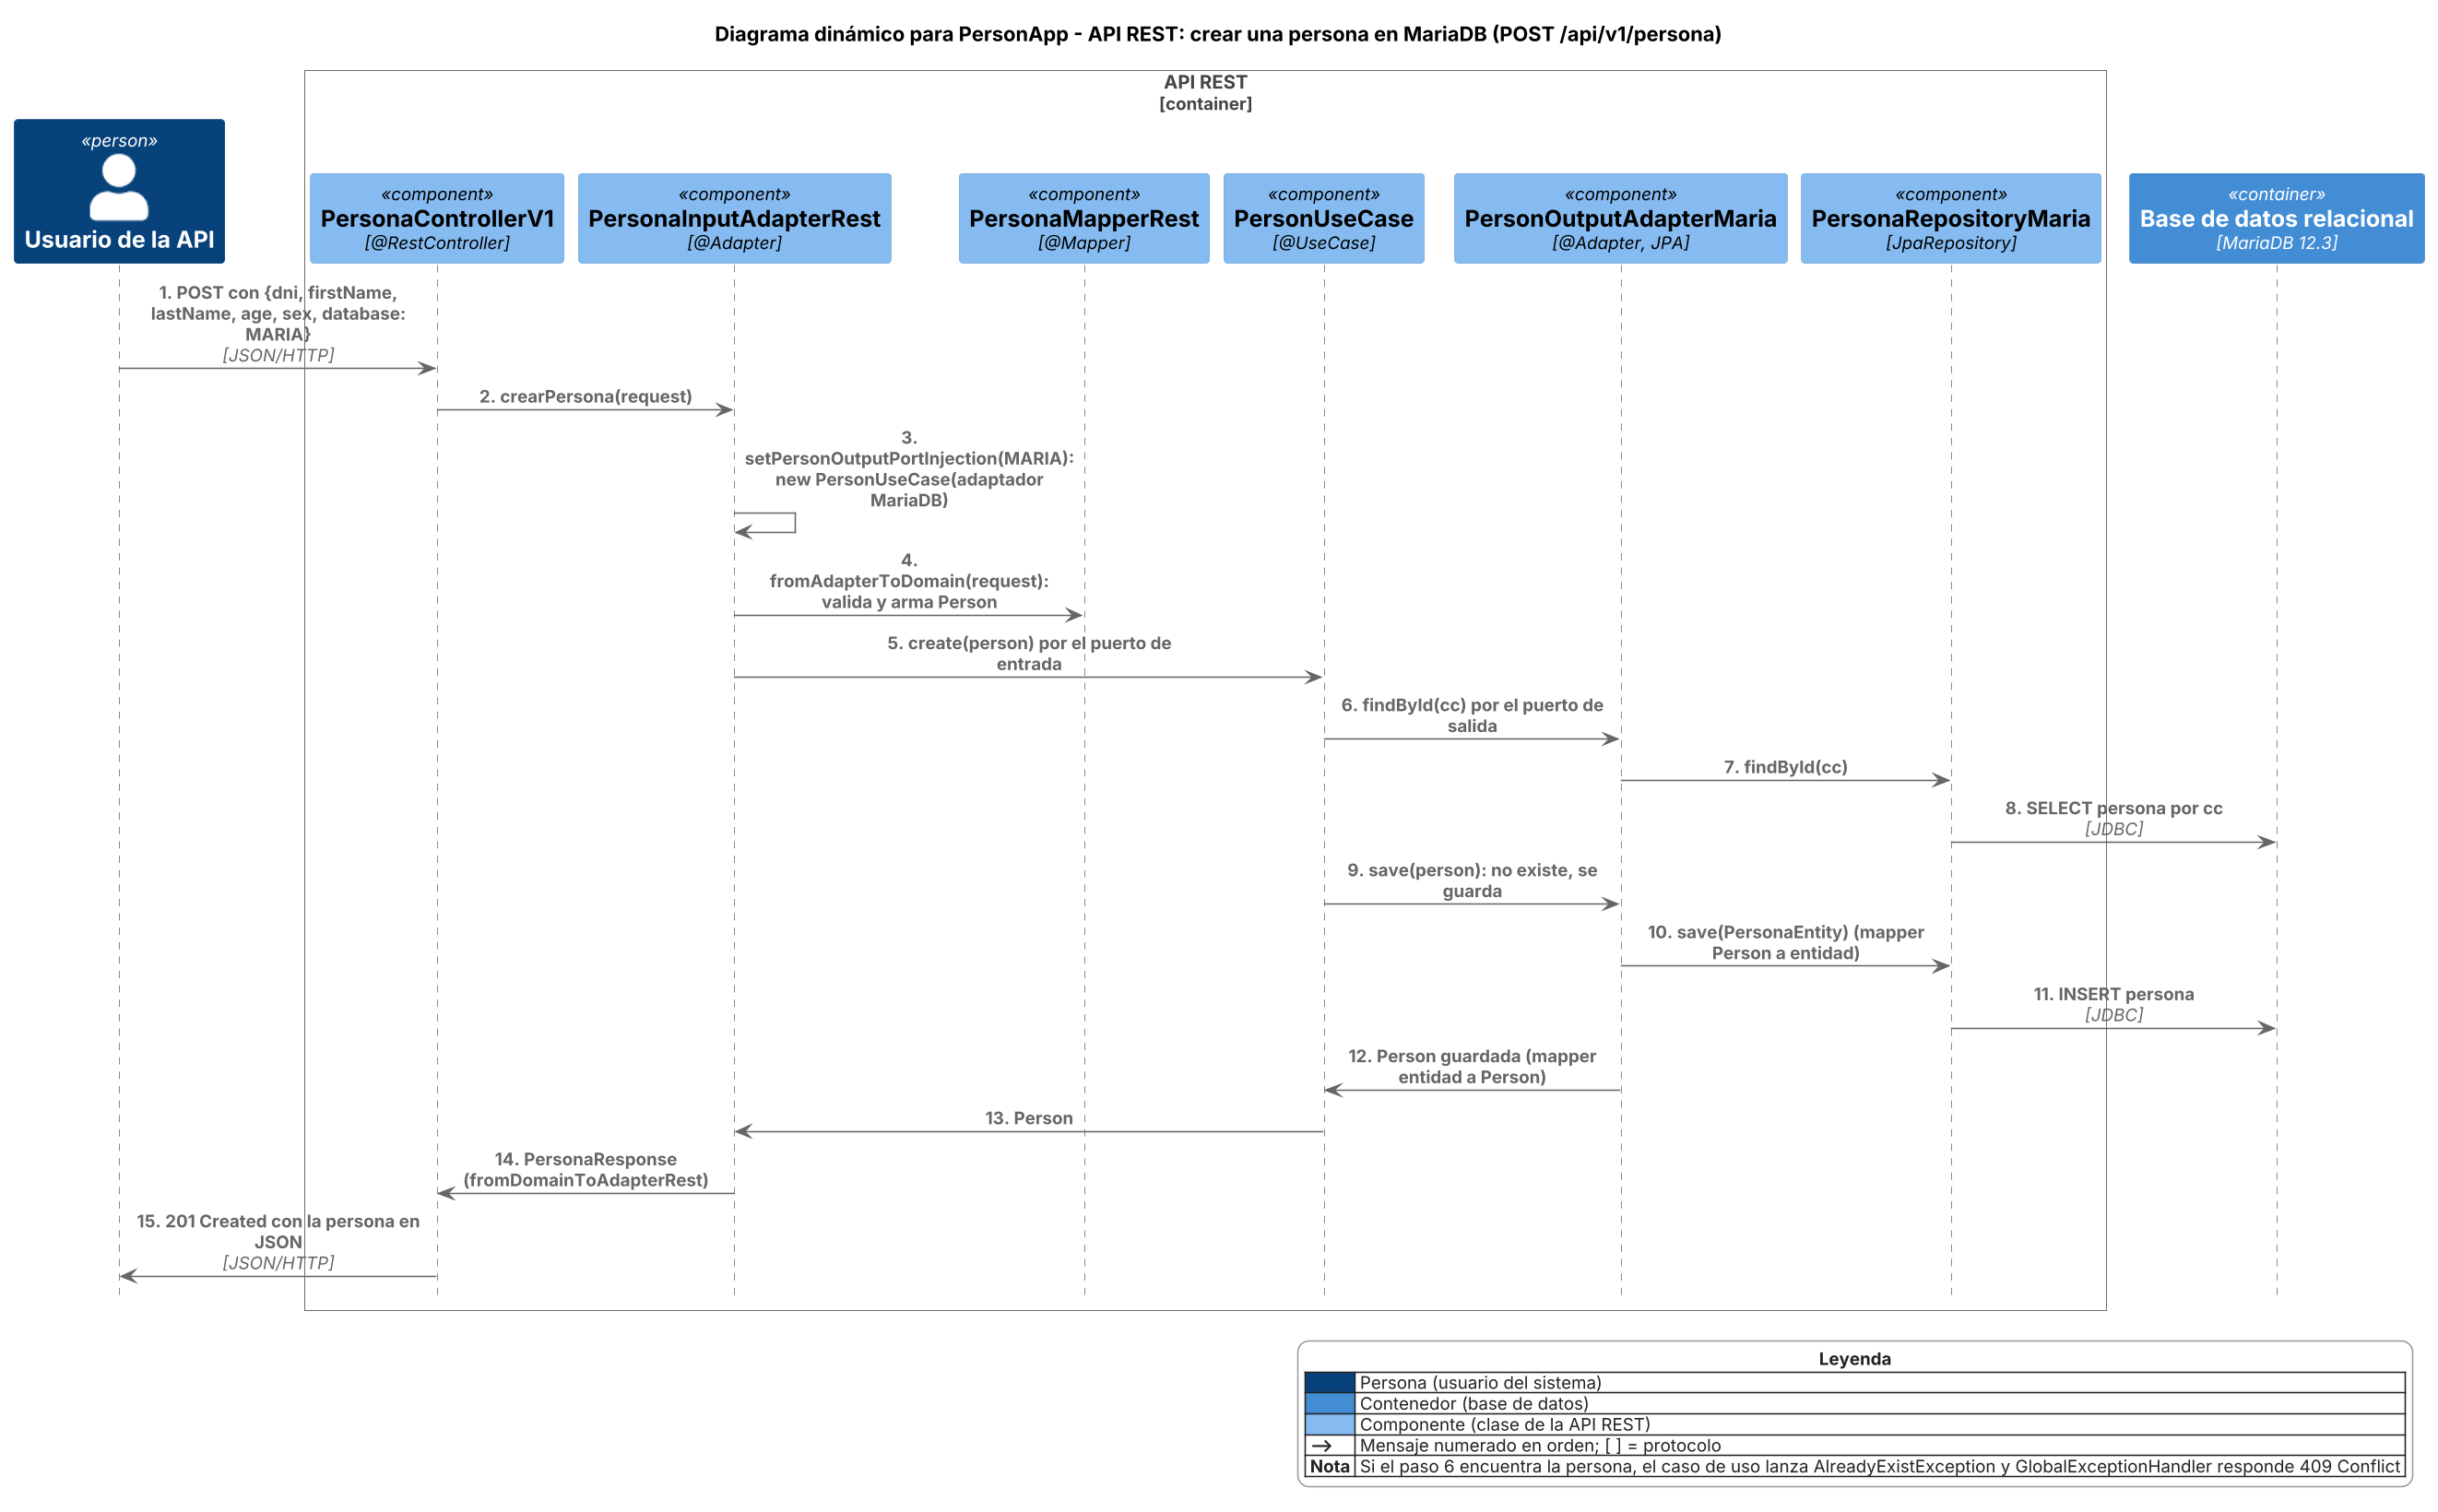 Diagrama dinámico para PersonApp - API REST: crear una persona en MariaDB (POST /api/v1/persona)
API REST
[container]
«person»
Usuario de la API
«component»
PersonaControllerV1
[@RestController]
«component»
PersonaInputAdapterRest
[@Adapter]
«component»
PersonaMapperRest
[@Mapper]
«component»
PersonUseCase
[@UseCase]
«component»
PersonOutputAdapterMaria
[@Adapter, JPA]
«component»
PersonaRepositoryMaria
[JpaRepository]
«container»
Base de datos relacional
[MariaDB 12.3]
1. POST con {dni, firstName,
lastName, age, sex, database:
MARIA}
[JSON/HTTP]
2. crearPersona(request)
3.
setPersonOutputPortInjection(MARIA):
new PersonUseCase(adaptador
MariaDB)
4.
fromAdapterToDomain(request):
valida y arma Person
5. create(person) por el puerto de
entrada
6. findById(cc) por el puerto de
salida
7. findById(cc)
8. SELECT persona por cc
[JDBC]
9. save(person): no existe, se
guarda
10. save(PersonaEntity) (mapper
Person a entidad)
11. INSERT persona
[JDBC]
12. Person guardada (mapper
entidad a Person)
13. Person
14. PersonaResponse
(fromDomainToAdapterRest)
15. 201 Created con la persona en
JSON
[JSON/HTTP]
Leyenda
Persona (usuario del sistema)
Contenedor (base de datos)
Componente (clase de la API REST)
→ Mensaje numerado en orden; [ ] = protocolo
Nota Si el paso 6 encuentra la persona, el caso de uso lanza AlreadyExistException y GlobalExceptionHandler responde 409 Conflict